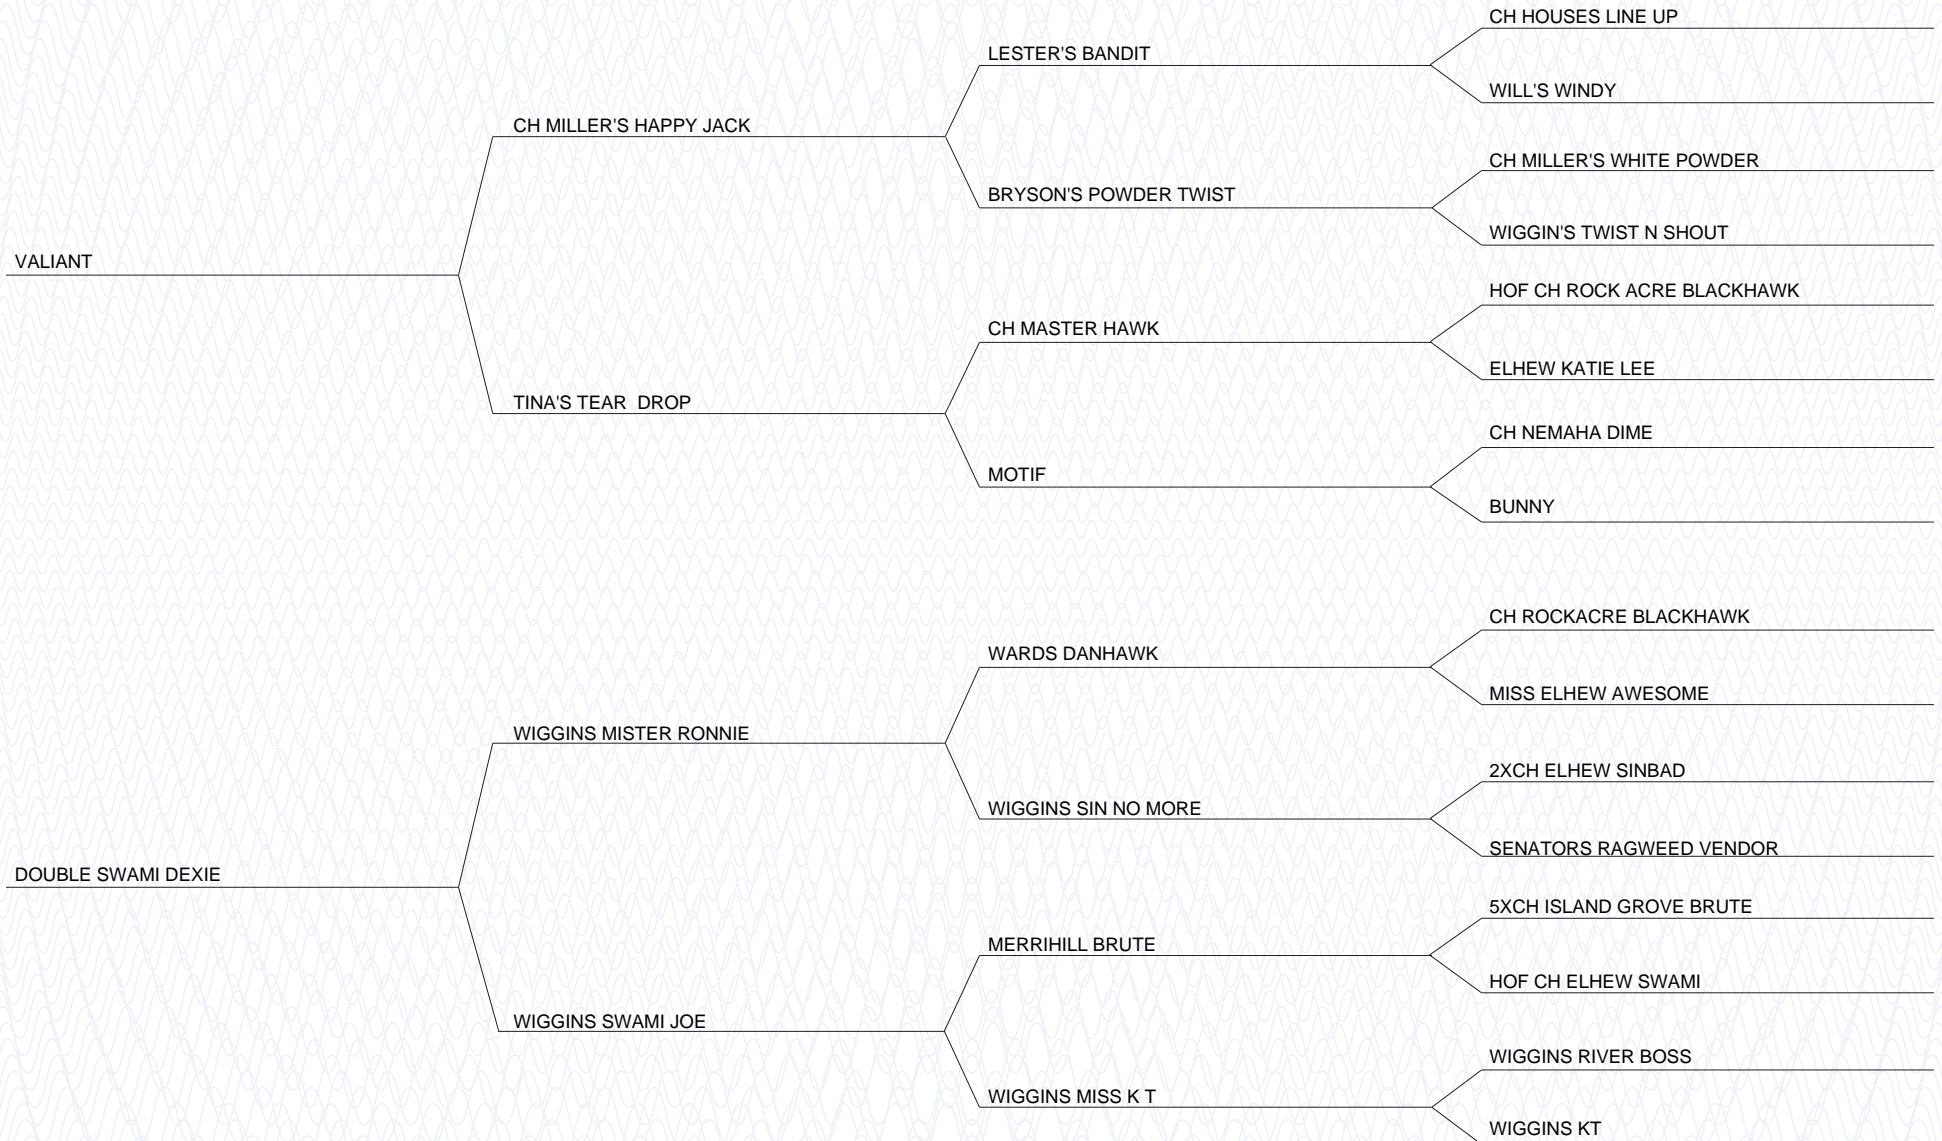 CH HOUSES LINE UP
LESTER'S BANDIT
WILL'S WINDY
CH MILLER'S HAPPY JACK
CH MILLER'S WHITE POWDER
BRYSON'S POWDER TWIST
WIGGIN'S TWIST N SHOUT
VALIANT
HOF CH ROCK ACRE BLACKHAWK
CH MASTER HAWK
ELHEW KATIE LEE
TINA'S TEAR  DROP
CH NEMAHA DIME
MOTIF
BUNNY
CH ROCKACRE BLACKHAWK
WARDS DANHAWK
MISS ELHEW AWESOME
WIGGINS MISTER RONNIE
2XCH ELHEW SINBAD
WIGGINS SIN NO MORE
SENATORS RAGWEED VENDOR
DOUBLE SWAMI DEXIE
5XCH ISLAND GROVE BRUTE
MERRIHILL BRUTE
HOF CH ELHEW SWAMI
WIGGINS SWAMI JOE
WIGGINS RIVER BOSS
WIGGINS MISS K T
WIGGINS KT